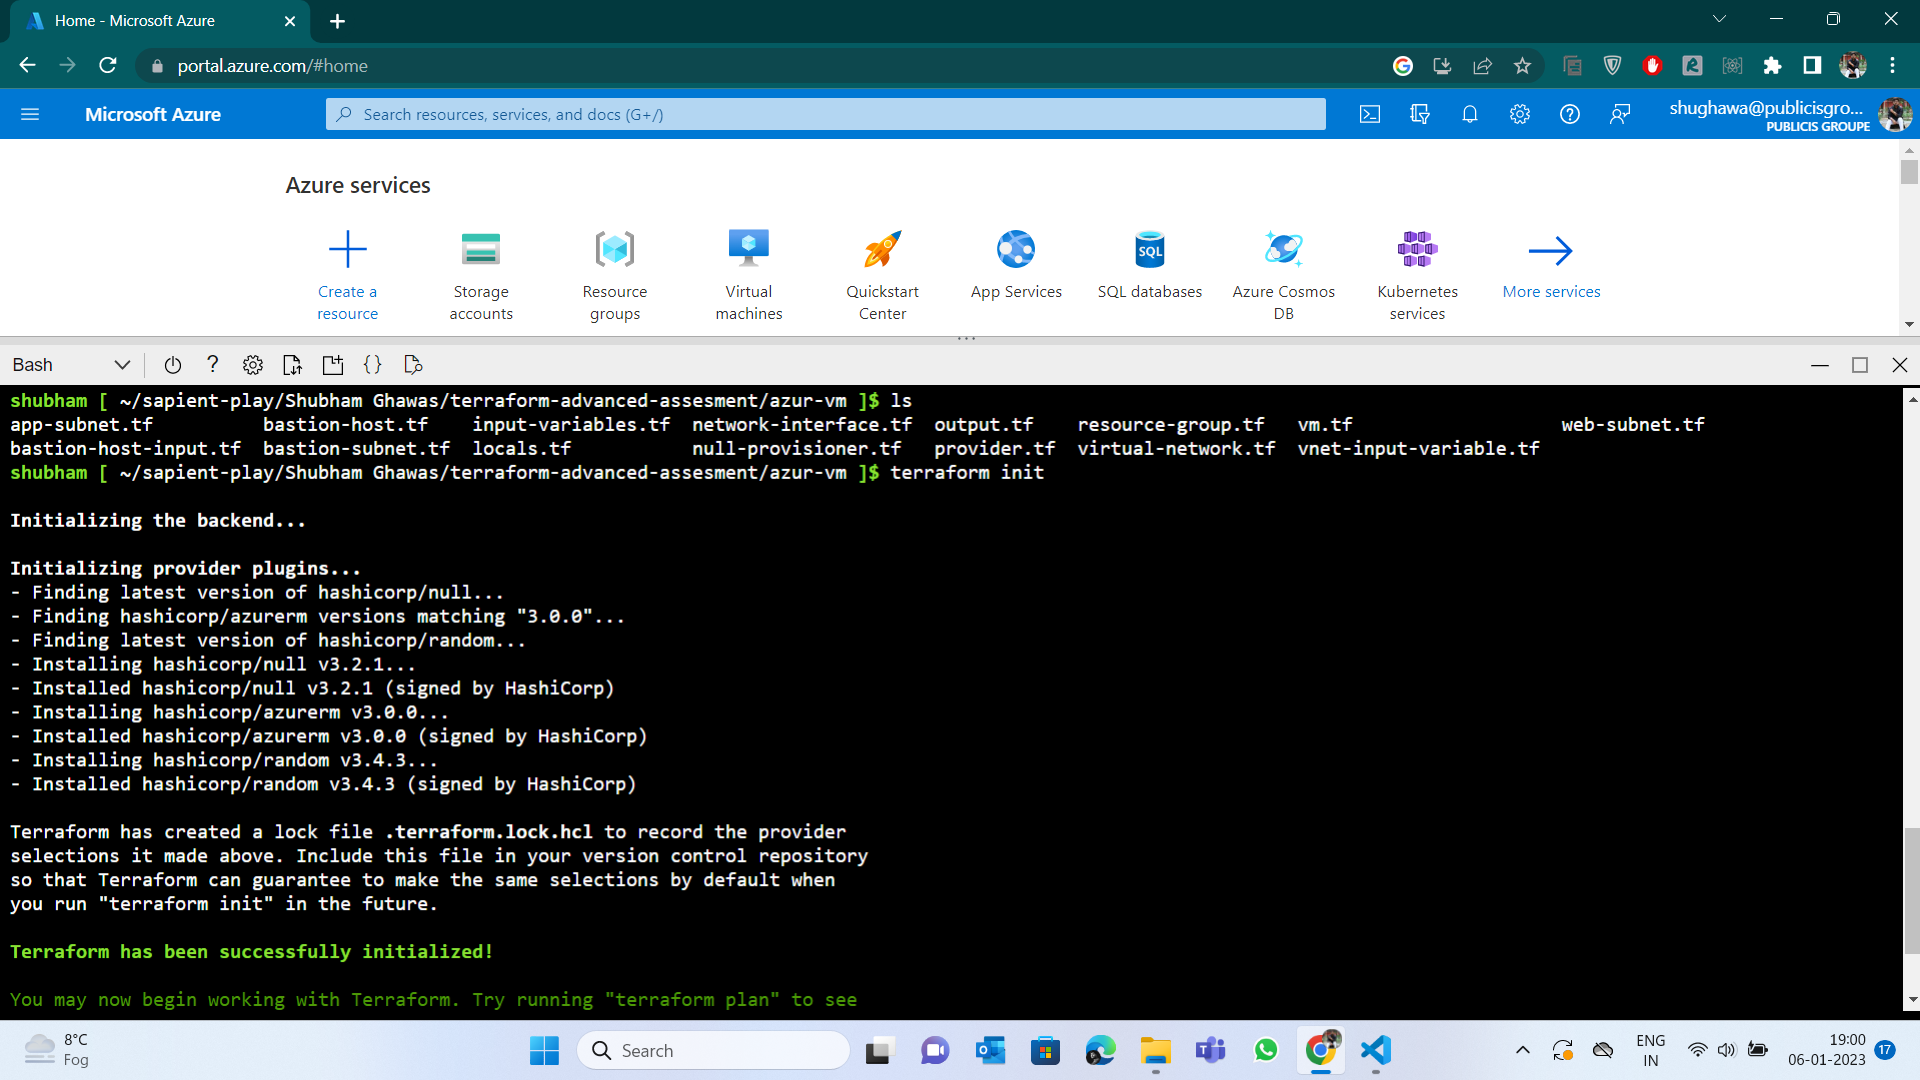 Home - Microsoft Azure
portal.azure.com/#home
Microsoft Azure
Search resources, services, and docs (G+/)
shughawa@publicisgro...
PUBLICIS GROUPE
Azure services
Create a resource
Storage accounts
Resource groups
Virtual machines
Quickstart Center
App Services
SQL
SQL databases
Azure Cosmos DB
Kubernetes services
More services
Bash
shubham [ ~/sapient-play/Shubham Ghawas/terraform-advanced-assesment/azur-vm ]$ ls
app-subnet.tf bastion-host.tf input-variables.tf network-interface.tf output.tf resource-group.tf vm.tf web-subnet.tf
bastion-host-input.tf bastion-subnet.tf locals.tf null-provisioner.tf provider.tf virtual-network.tf vnet-input-variable.tf
shubham [ ~/sapient-play/Shubham Ghawas/terraform-advanced-assesment/azur-vm ]$ terraform init
Initializing the backend...
Initializing provider plugins...
- Finding latest version of hashicorp/null...
- Finding hashicorp/azurerm versions matching "3.0.0"...
- Finding latest version of hashicorp/random...
- Installing hashicorp/null v3.2.1...
- Installed hashicorp/null v3.2.1 (signed by HashiCorp)
- Installing hashicorp/azurerm v3.0.0...
- Installed hashicorp/azurerm v3.0.0 (signed by HashiCorp)
- Installing hashicorp/random v3.4.3...
- Installed hashicorp/random v3.4.3 (signed by HashiCorp)
Terraform has created a lock file .terraform.lock.hcl to record the provider
selections it made above. Include this file in your version control repository
so that Terraform can guarantee to make the same selections by default when
you run "terraform init" in the future.
Terraform has been successfully initialized!
You may now begin working with Terraform. Try running "terraform plan" to see
8°C
Fog
Search
ENG
IN
19:00
06-01-2023
17